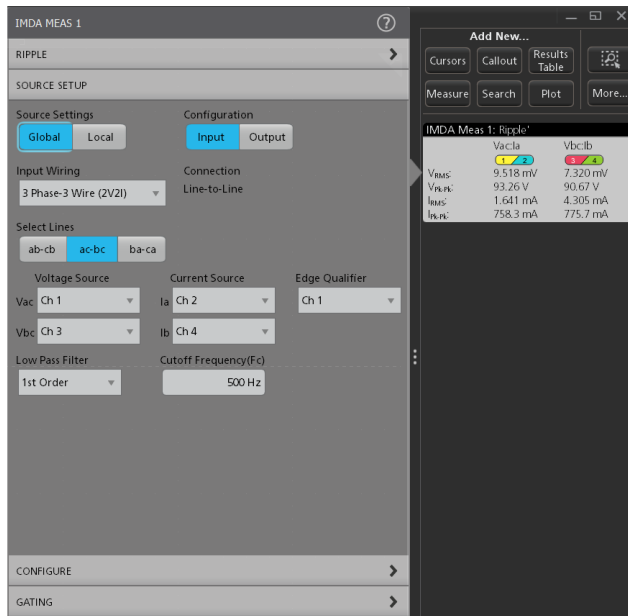 IMDA MEAS 1
?
RIPPLE
SOURCE SETUP
Source Settings
Configuration
Global Local
Input Output
Input Wiring
Connection
3 Phase-3 Wire (2V2I)
Line-to-Line
Select Lines
ab-cb ac-bc ba-ca
Voltage Source
Current Source
Edge Qualifier
Vac Ch 1
Ia Ch 2
Ch 1
Vbc Ch 3
Ib Ch 4
Low Pass Filter
Cutoff Frequency(Fc)
1st Order
500 Hz
CONFIGURE
GATING
Add New...
Cursors Callout Results Table
Measure Search Plot More...
IMDA Meas 1: Ripple'
Vac:Ia Vbc:Ib
1 2 3 4
VRMS: 9.518 mV 7.320 mV
VPk-Pk: 93.26 V 90.67 V
IRMS: 1.641 mA 4.305 mA
IPk-Pk: 758.3 mA 775.7 mA